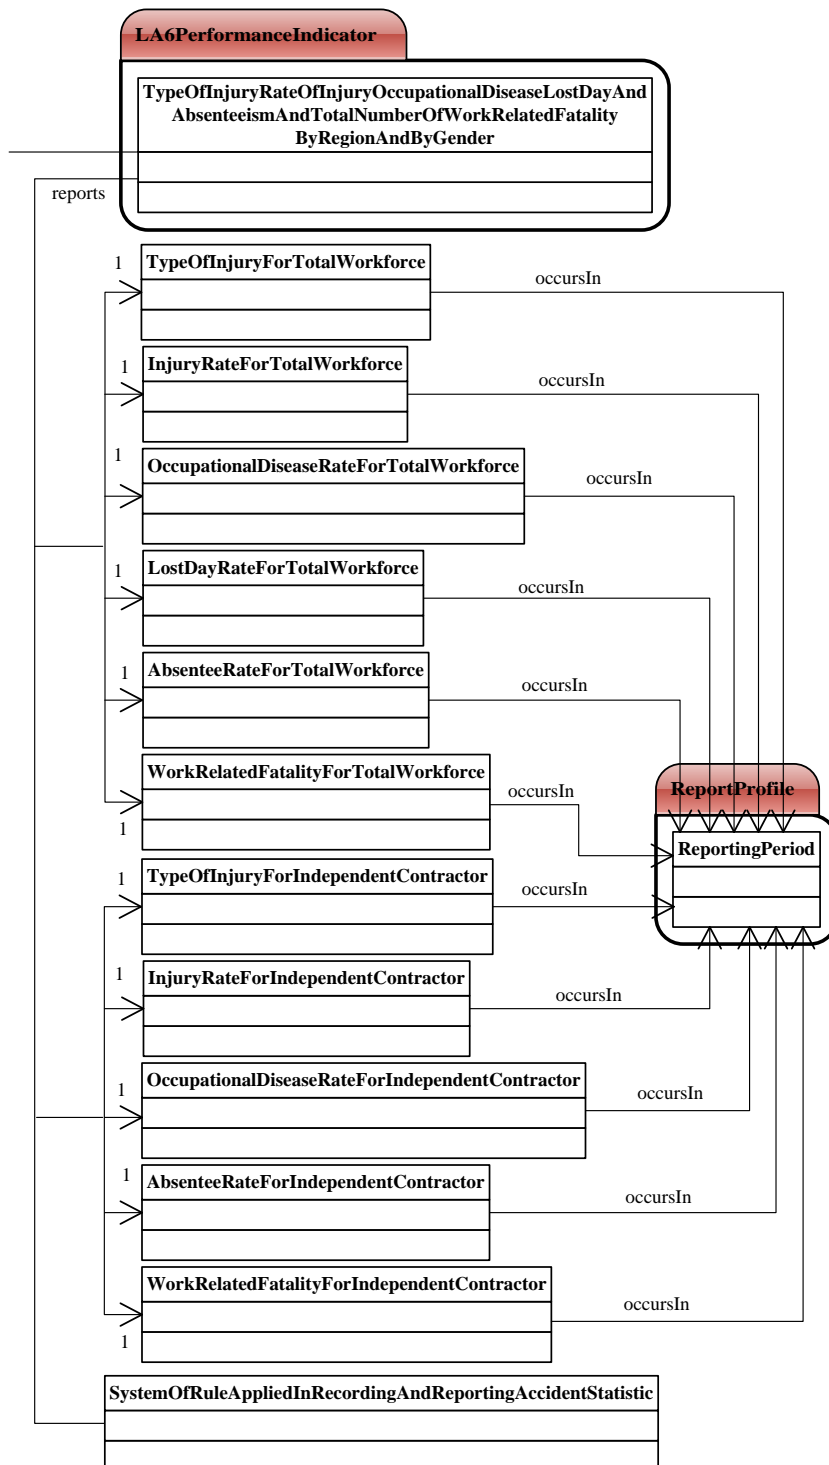 LA6PerformanceIndicator
TypeOfInjuryRateOfInjuryOccupationalDiseaseLostDayAnd
AbsenteeismAndTotalNumberOfWorkRelatedFatality
ByRegionAndByGender
reports
1
TypeOfInjuryForTotalWorkforce
occursIn
1
InjuryRateForTotalWorkforce
occursIn
1
OccupationalDiseaseRateForTotalWorkforce
occursIn
1
LostDayRateForTotalWorkforce
occursIn
1
AbsenteeRateForTotalWorkforce
occursIn
WorkRelatedFatalityForTotalWorkforce
occursIn
1
ReportProfile
ReportingPeriod
1
TypeOfInjuryForIndependentContractor
occursIn
1
InjuryRateForIndependentContractor
occursIn
1
OccupationalDiseaseRateForIndependentContractor
occursIn
1
AbsenteeRateForIndependentContractor
occursIn
WorkRelatedFatalityForIndependentContractor
occursIn
1
SystemOfRuleAppliedInRecordingAndReportingAccidentStatistic